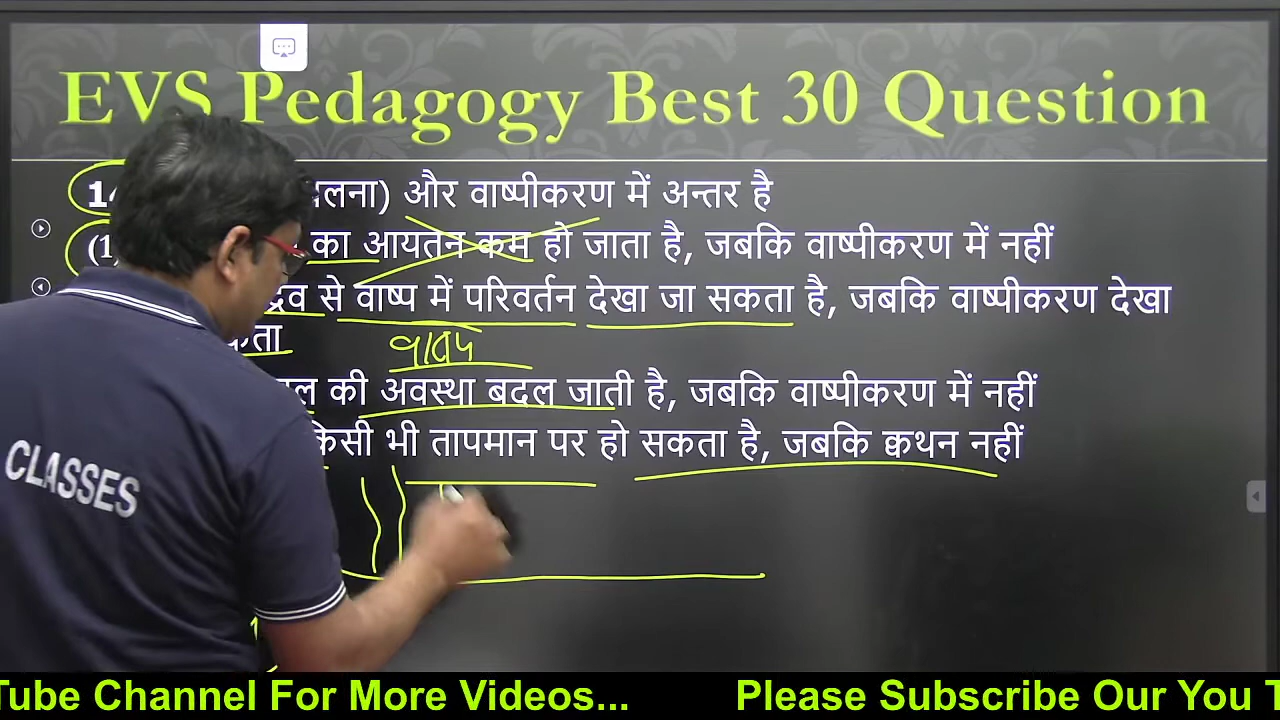 EVS Pedagogy Best 30 Question
और वाष्पीकरण में अन्तर है
(1) का आयतन कम हो जाता है, जबकि वाष्पीकरण में नहीं
द्रव से वाष्प में परिवर्तन देखा जा सकता है, जबकि वाष्पीकरण देखा
वाष्प
की अवस्था बदल जाती है, जबकि वाष्पीकरण में नहीं
किसी भी तापमान पर हो सकता है, जबकि क्वथन नहीं
CLASSES
Tube Channel For More Videos... Please Subscribe Our You T